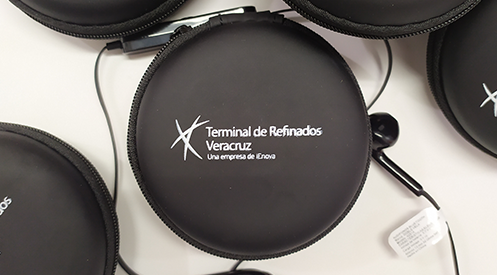 Terminal de Refinados
Veracruz
Una empresa de iEnova